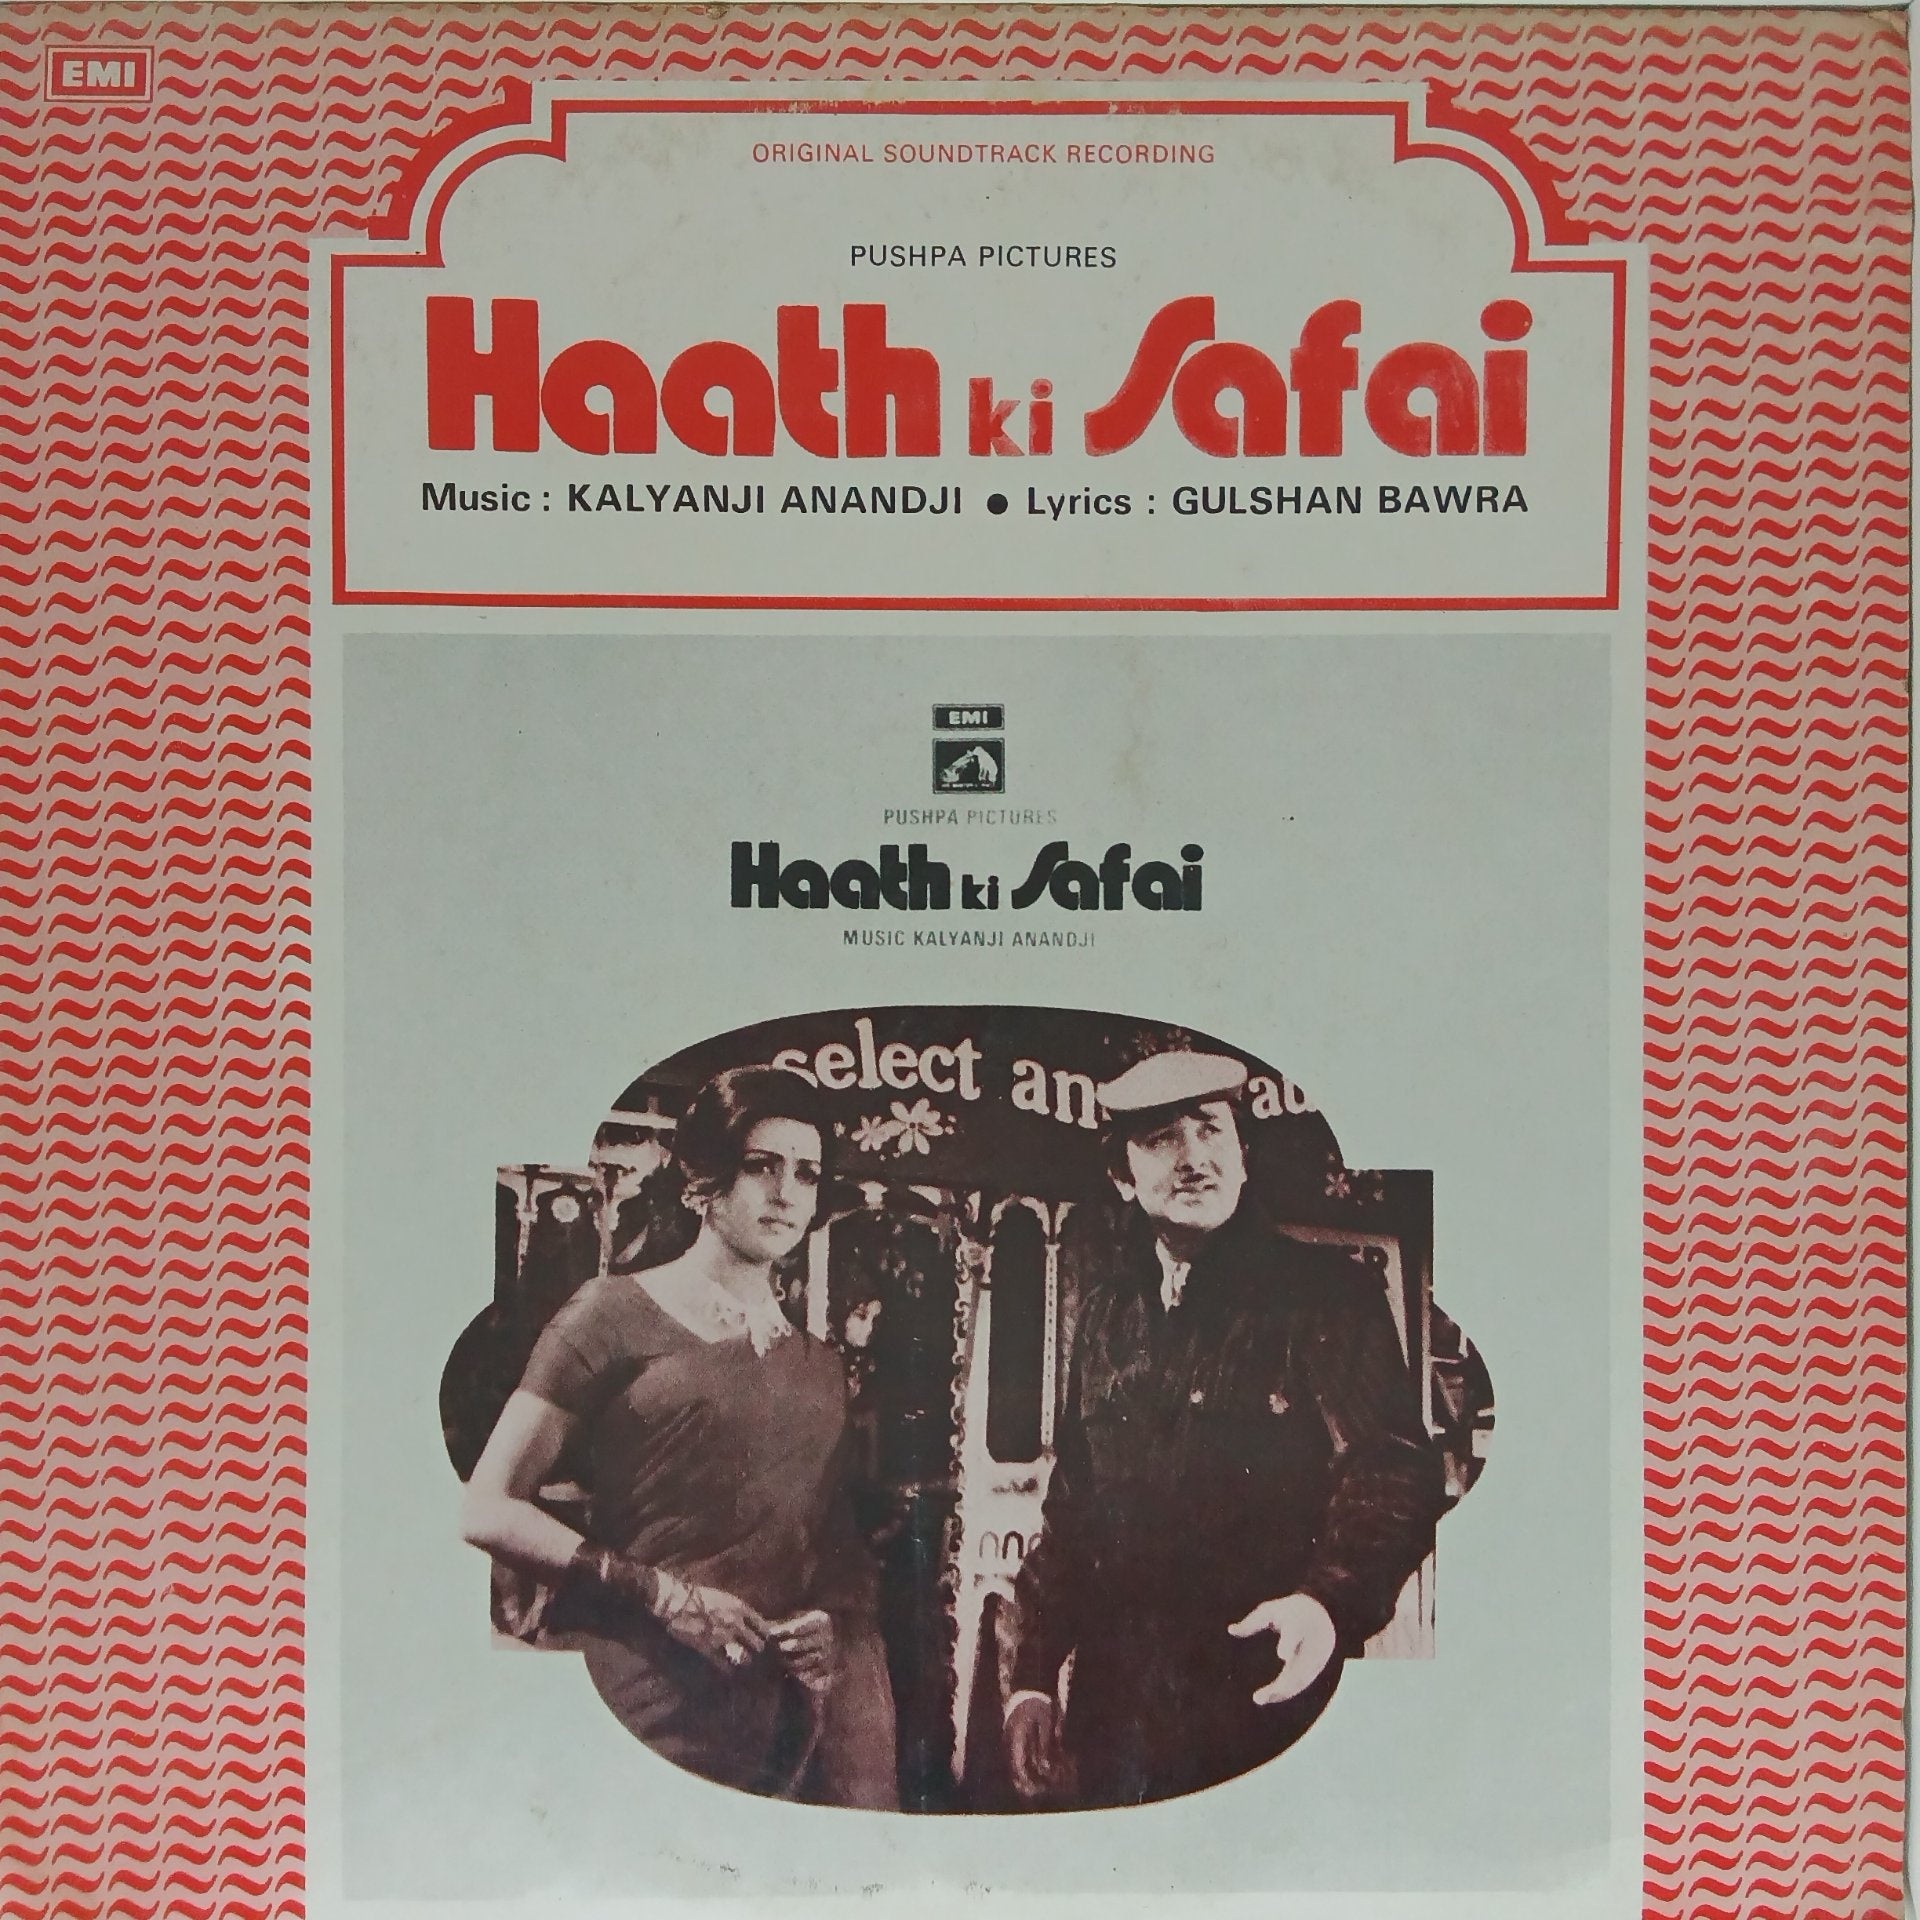 EMI
ORIGINAL SOUNDTRACK RECORDING
PUSHPA PICTURES
Haath ki Safai
Music : KALYANJI ANANDJI ● Lyrics : GULSHAN BAWRA
EMI
PUSHPA PICTURES
Haath ki Safai
MUSIC KALYANJI ANANDJI
select an